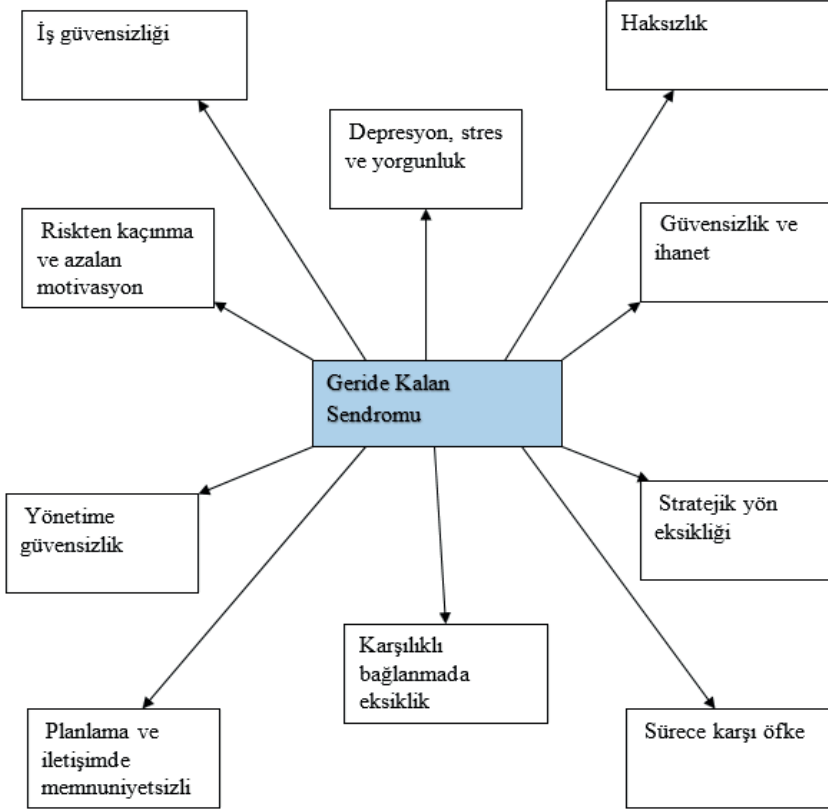 İş güvensizliği
Haksızlık
Depresyon, stres
ve yorgunluk
Riskten kaçınma
ve azalan
motivasyon
Güvensizlik ve
ihanet
Geride Kalan
Sendromu
Yönetime
güvensizlik
Stratejik yön
eksikliği
Karşılıklı
bağlanmada
eksiklik
Planlama ve
iletişimde
memnuniyetsizli
Sürece karşı öfke